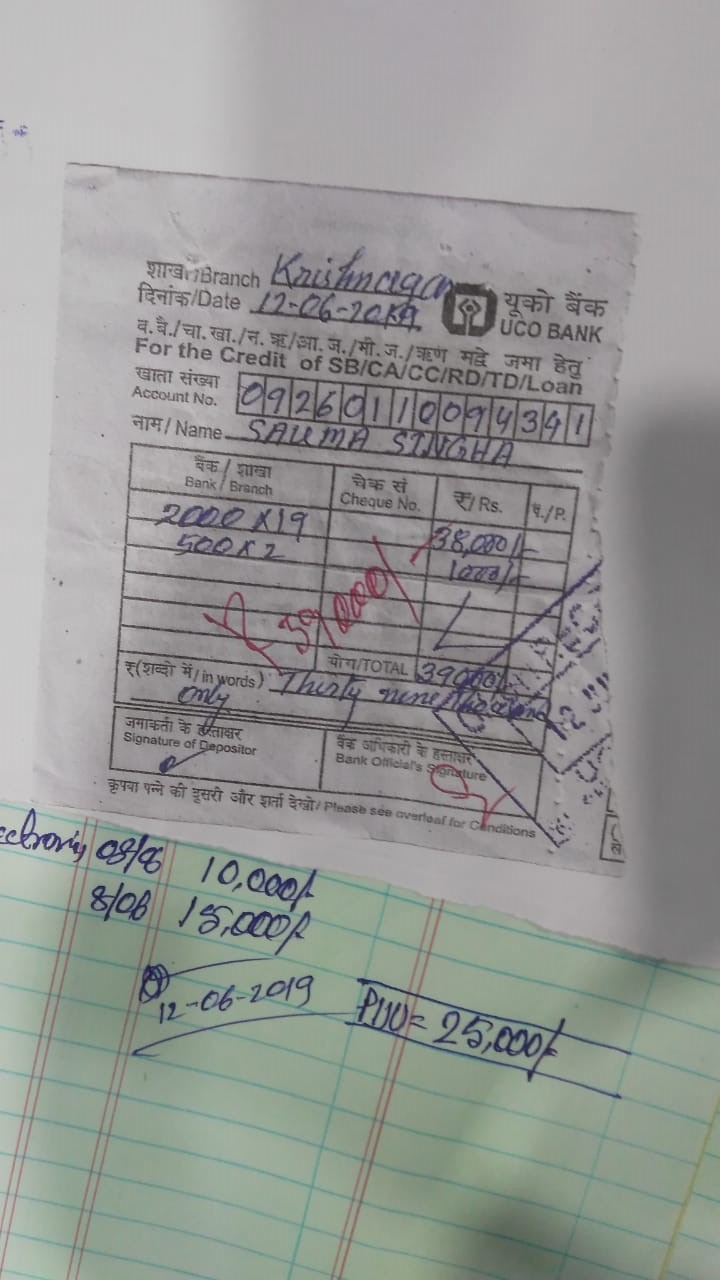 शाखा/Branch Krishnagar
दिनांक/Date 12-06-2019
यूको बैंक
UCO BANK
ब.बै./चा.खा./न.ऋ/आ.ज./मी.ज./ऋण मद्दे जमा हेतु
For the Credit of SB/CA/CC/RD/TD/Loan
खाता संख्या
Account No. 09260110094341
नाम/Name SAUMA SINGHA
बैंक / शाखा
Bank / Branch
चेक सं
Cheque No.
₹/Rs.
पै./P.
2000 x 19 38,000/-
500 x 2 1000/-
39000/
योग/TOTAL 39000/-
₹(शब्दो में/in words) Thirty nine thousand
only
जमाकर्ता के हस्ताक्षर
Signature of Depositor
बैंक अधिकारी के हस्ताक्षर
Bank Official's Signature
कृपया पन्ने की दूसरी और शर्ता देखो/Please see overleaf for Conditions
08/06 10,000/-
8/06 15,000/-
12-06-2019
= 25,000/-